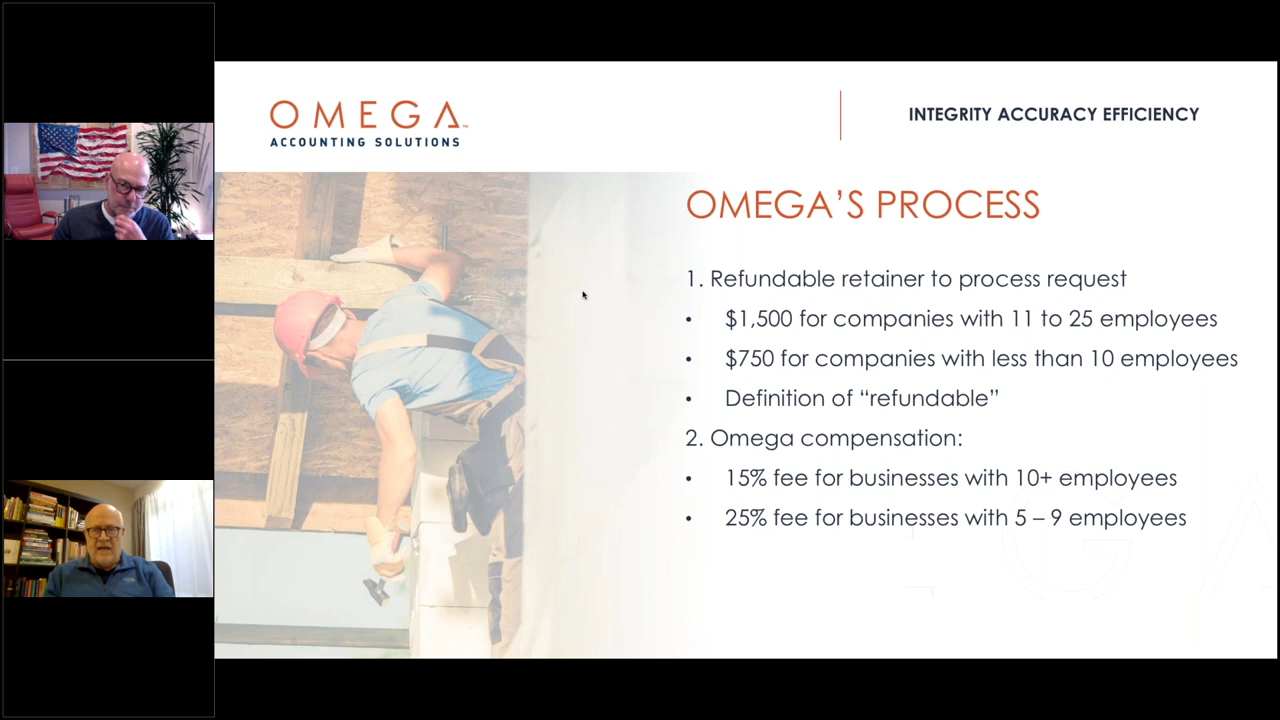 OMEGA™
ACCOUNTING SOLUTIONS
INTEGRITY ACCURACY EFFICIENCY
OMEGA’S PROCESS
1. Refundable retainer to process request
• $1,500 for companies with 11 to 25 employees
• $750 for companies with less than 10 employees
• Definition of “refundable”
2. Omega compensation:
• 15% fee for businesses with 10+ employees
• 25% fee for businesses with 5 – 9 employees